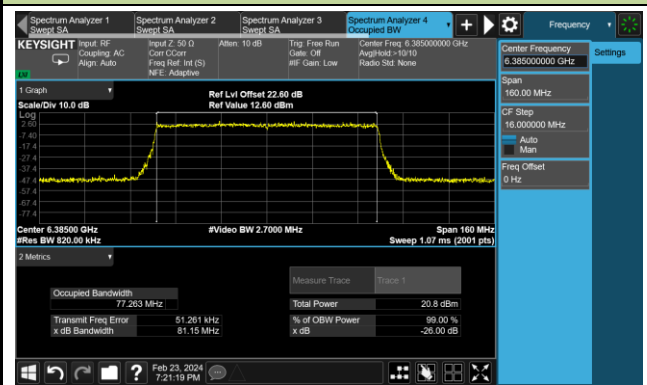 Spectrum Analyzer 1
Swept SA
Spectrum Analyzer 2
Swept SA
Spectrum Analyzer 3
Swept SA
Spectrum Analyzer 4
Occupied BW
Frequency
KEYSIGHT
Input: RF
Coupling: AC
Align: Auto
Input Z: 50 Ω
Corr CCorr
Freq Ref: Int (S)
NFE: Adaptive
Atten: 10 dB
Trig: Free Run
Gate: Off
#IF Gain: Low
Center Freq: 6.385000000 GHz
Avg|Hold:>10/10
Radio Std: None
Center Frequency
6.385000000 GHz
Settings
Span
160.00 MHz
CF Step
16.000000 MHz
Auto
Man
Freq Offset
0 Hz
1 Graph
Scale/Div 10.0 dB
Ref Lvl Offset 22.60 dB
Ref Value 12.60 dBm
Log
2.60
-7.40
-17.4
-27.4
-37.4
-47.4
-57.4
-67.4
-77.4
Center 6.38500 GHz
#Res BW 820.00 kHz
#Video BW 2.7000 MHz
Span 160 MHz
Sweep 1.07 ms (2001 pts)
2 Metrics
Measure Trace
Trace 1
Occupied Bandwidth
77.263 MHz
Total Power
20.8 dBm
Transmit Freq Error
51.261 kHz
% of OBW Power
99.00 %
x dB Bandwidth
81.15 MHz
x dB
-26.00 dB
Feb 23, 2024
7:21:19 PM